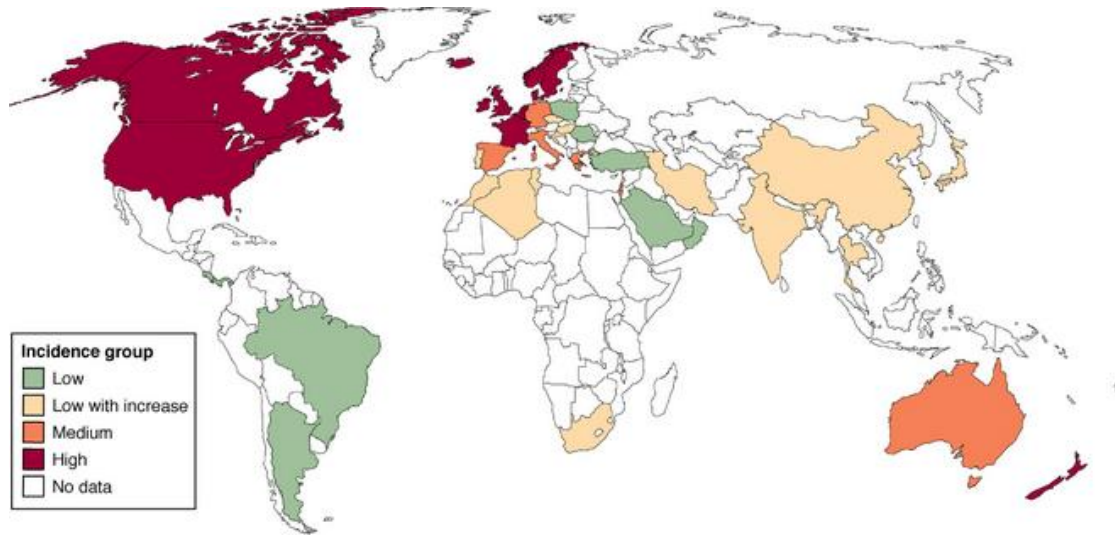 Incidence group
Low
Low with increase
Medium
High
No data